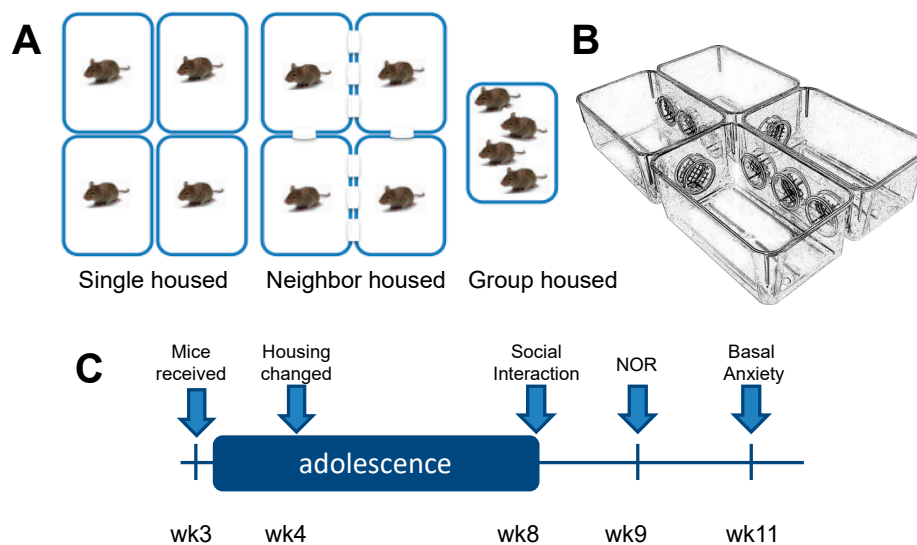 A
B
Single housed
Neighbor housed
Group housed
C
Mice
received
Housing
changed
Social
Interaction
NOR
Basal
Anxiety
adolescence
wk3
wk4
wk8
wk9
wk11